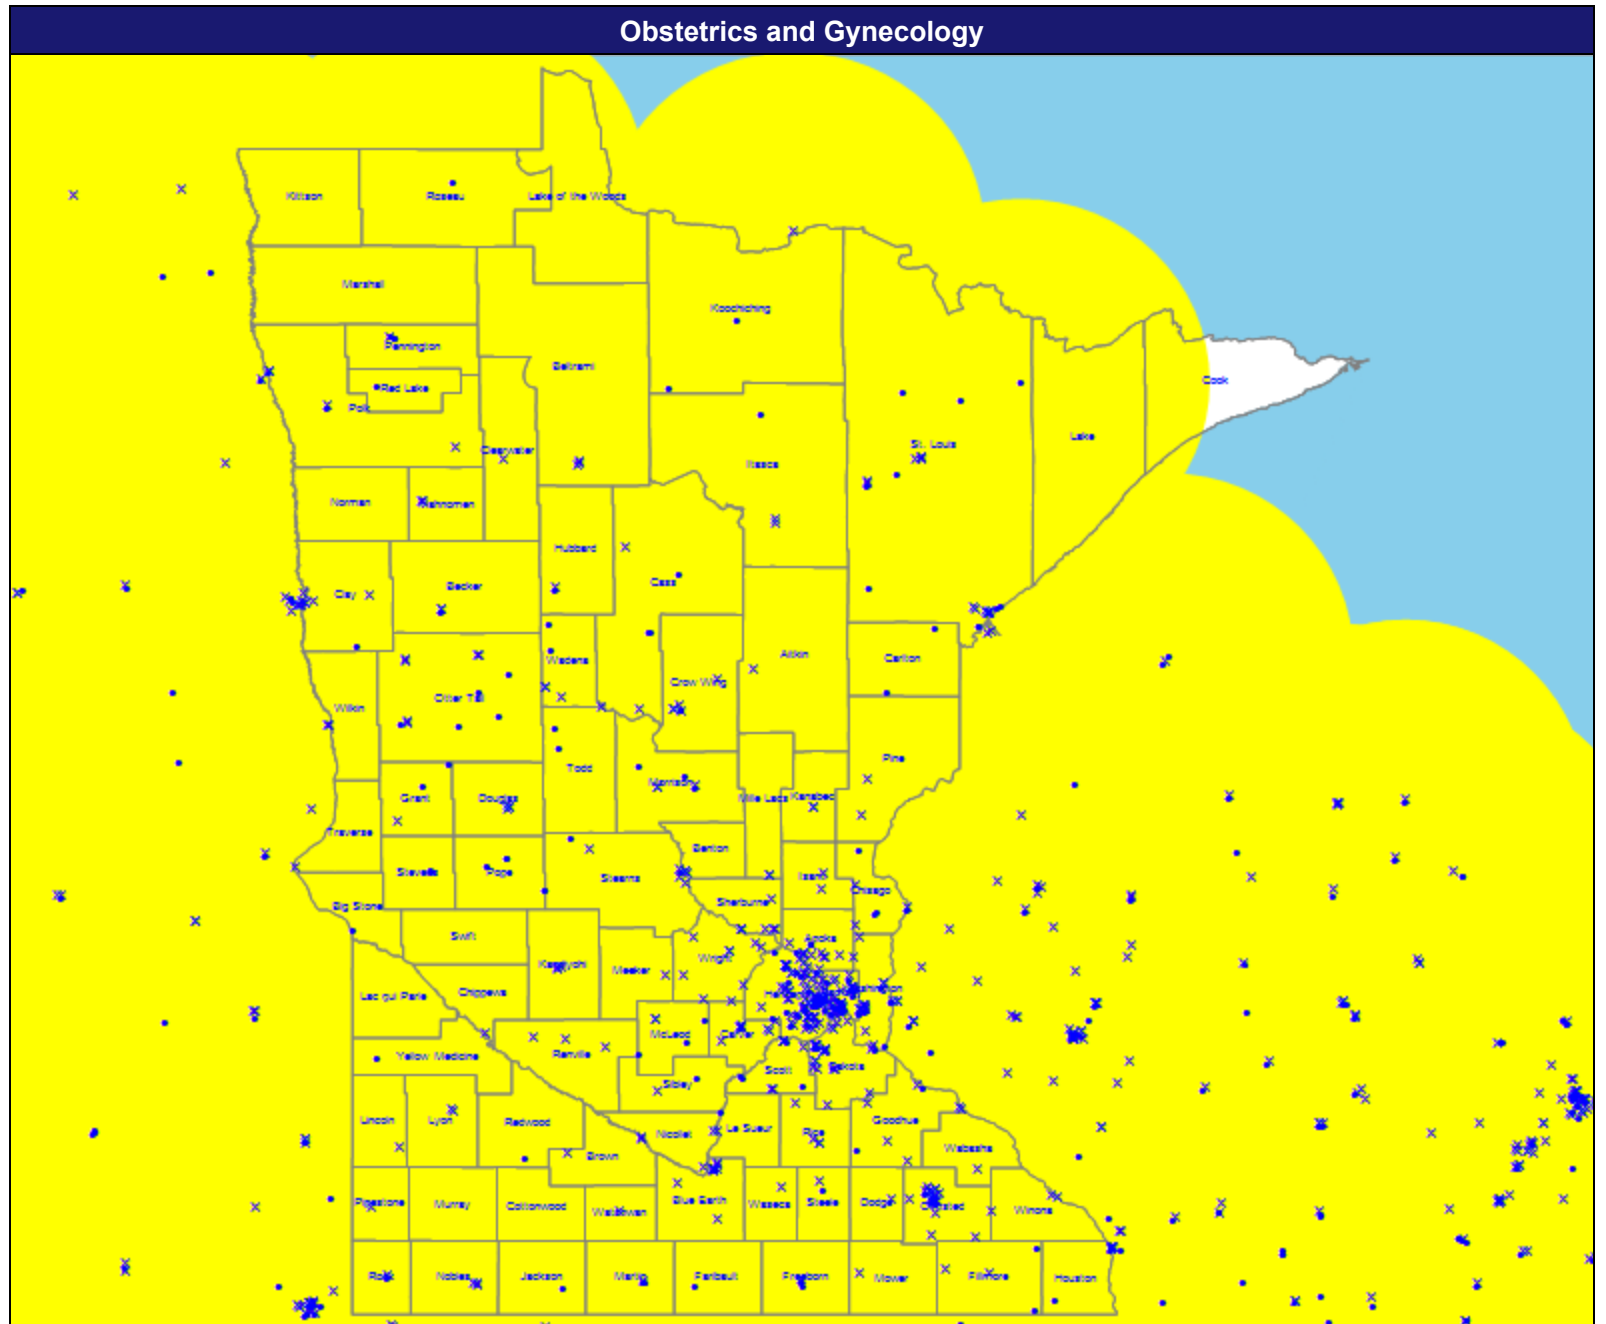 Obstetrics and Gynecology
Kittson
Roseau
Lake of the Woods
Marshall
Koochiching
Pennington
Beltrami
Cook
Red Lake
Polk
Lake
St. Louis
Clearwater
Itasca
Norman
Mahnomen
Hubbard
Cass
Clay
Becker
Aitkin
Carlton
Wadena
Crow Wing
Otter Tail
Wilkin
Pine
Todd
Morrison
Grant
Douglas
Mille Lacs
Kanabec
Traverse
Benton
Stevens
Pope
Stearns
Isanti
Chisago
Big Stone
Sherburne
Swift
Anoka
Wright
Kandiyohi
Meeker
Chippewa
Lac qui Parle
Washington
McLeod
Carver
Renville
Yellow Medicine
Scott
Dakota
Sibley
Lincoln
Lyon
Redwood
Goodhue
Le Sueur
Rice
Nicollet
Wabasha
Brown
Pipestone
Murray
Cottonwood
Watonwan
Blue Earth
Waseca
Steele
Dodge
Olmsted
Winona
Rock
Nobles
Jackson
Martin
Faribault
Freeborn
Mower
Fillmore
Houston